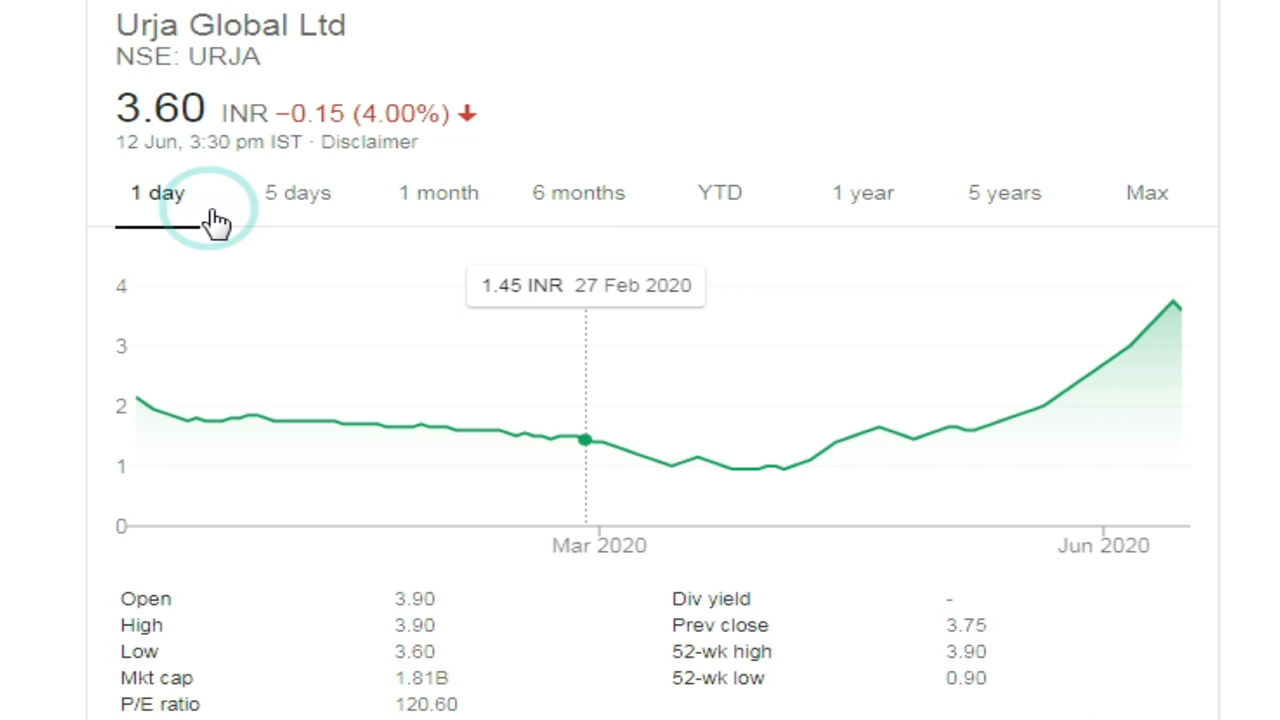 Urja Global Ltd
NSE: URJA
3.60 INR −0.15 (4.00%)
12 Jun, 3:30 pm IST · Disclaimer
1 day 5 days 1 month 6 months YTD 1 year 5 years Max
1.45 INR 27 Feb 2020
4
3
2
1
0
Mar 2020 Jun 2020
Open 3.90 Div yield -
High 3.90 Prev close 3.75
Low 3.60 52-wk high 3.90
Mkt cap 1.81B 52-wk low 0.90
P/E ratio 120.60